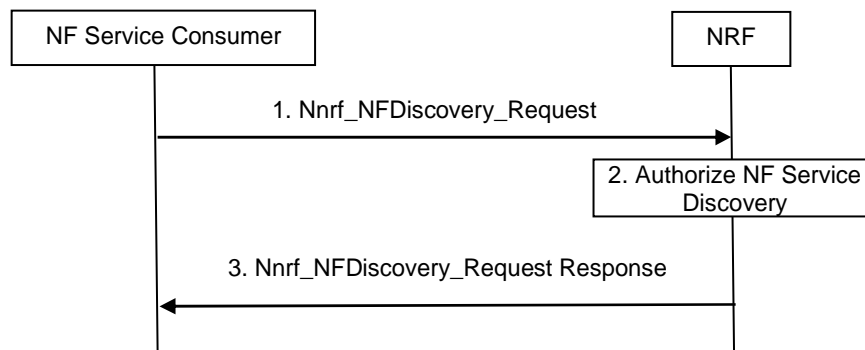 NF Service Consumer
NRF
1. Nnrf_NFDiscovery_Request
2. Authorize NF Service
Discovery
3. Nnrf_NFDiscovery_Request Response